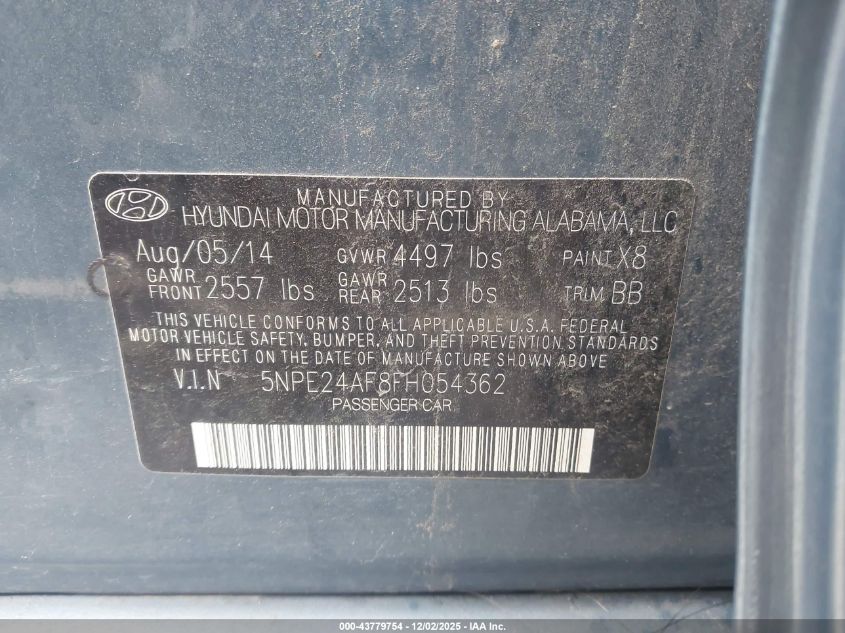 MANUFACTURED BY
HYUNDAI MOTOR MANUFACTURING ALABAMA, LLC
Aug/05/14 GVWR 4497 lbs PAINT X8
GAWR FRONT 2557 lbs GAWR REAR 2513 lbs TRIM BB
THIS VEHICLE CONFORMS TO ALL APPLICABLE U.S.A. FEDERAL
MOTOR VEHICLE SAFETY, BUMPER, AND THEFT PREVENTION STANDARDS
IN EFFECT ON THE DATE OF MANUFACTURE SHOWN ABOVE
V.I.N 5NPE24AF8FH054362
PASSENGER CAR
000-43779754 - 12/02/2025 - IAA Inc.